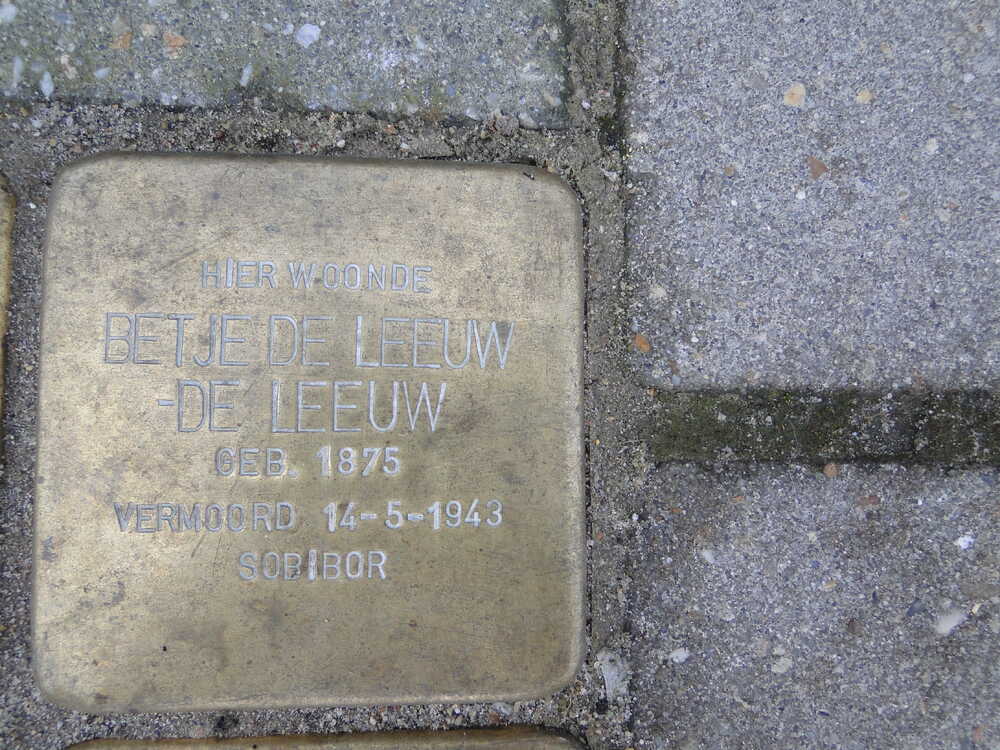 HIER WOONDE
BETJE DE LEEUW
-DE LEEUW
GEB. 1875
VERMOORD 14-5-1943
SOBIBOR